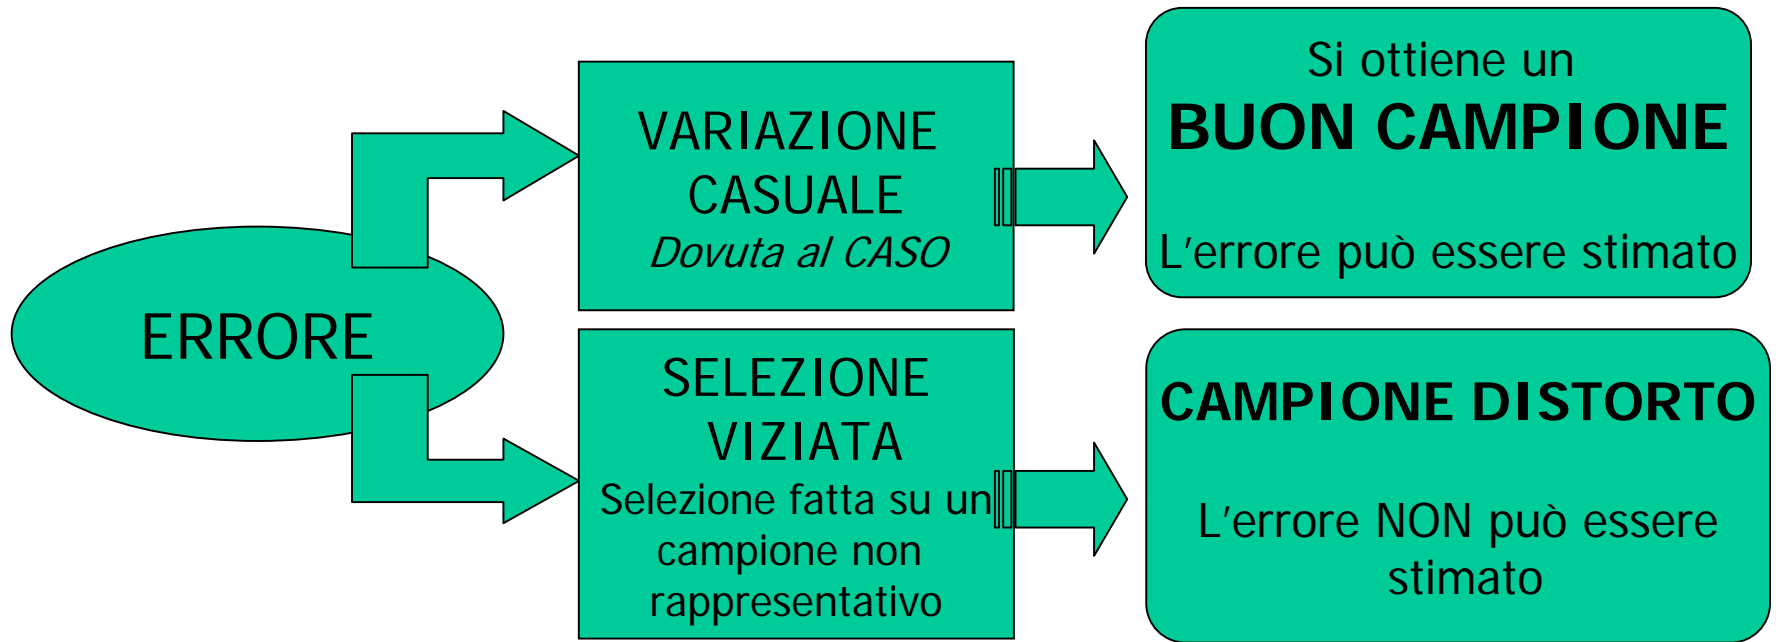 ERRORE
VARIAZIONE
CASUALE
Dovuta al CASO
Si ottiene un
BUON CAMPIONE
L'errore può essere stimato
SELEZIONE
VIZIATA
Selezione fatta su un
campione non
rappresentativo
CAMPIONE DISTORTO
L'errore NON può essere
stimato